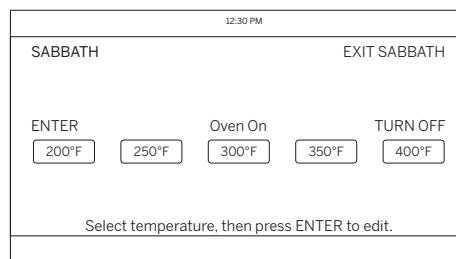 12:30 PM
SABBATH EXIT SABBATH
ENTER Oven On TURN OFF
200°F 250°F 300°F 350°F 400°F
Select temperature, then press ENTER to edit.